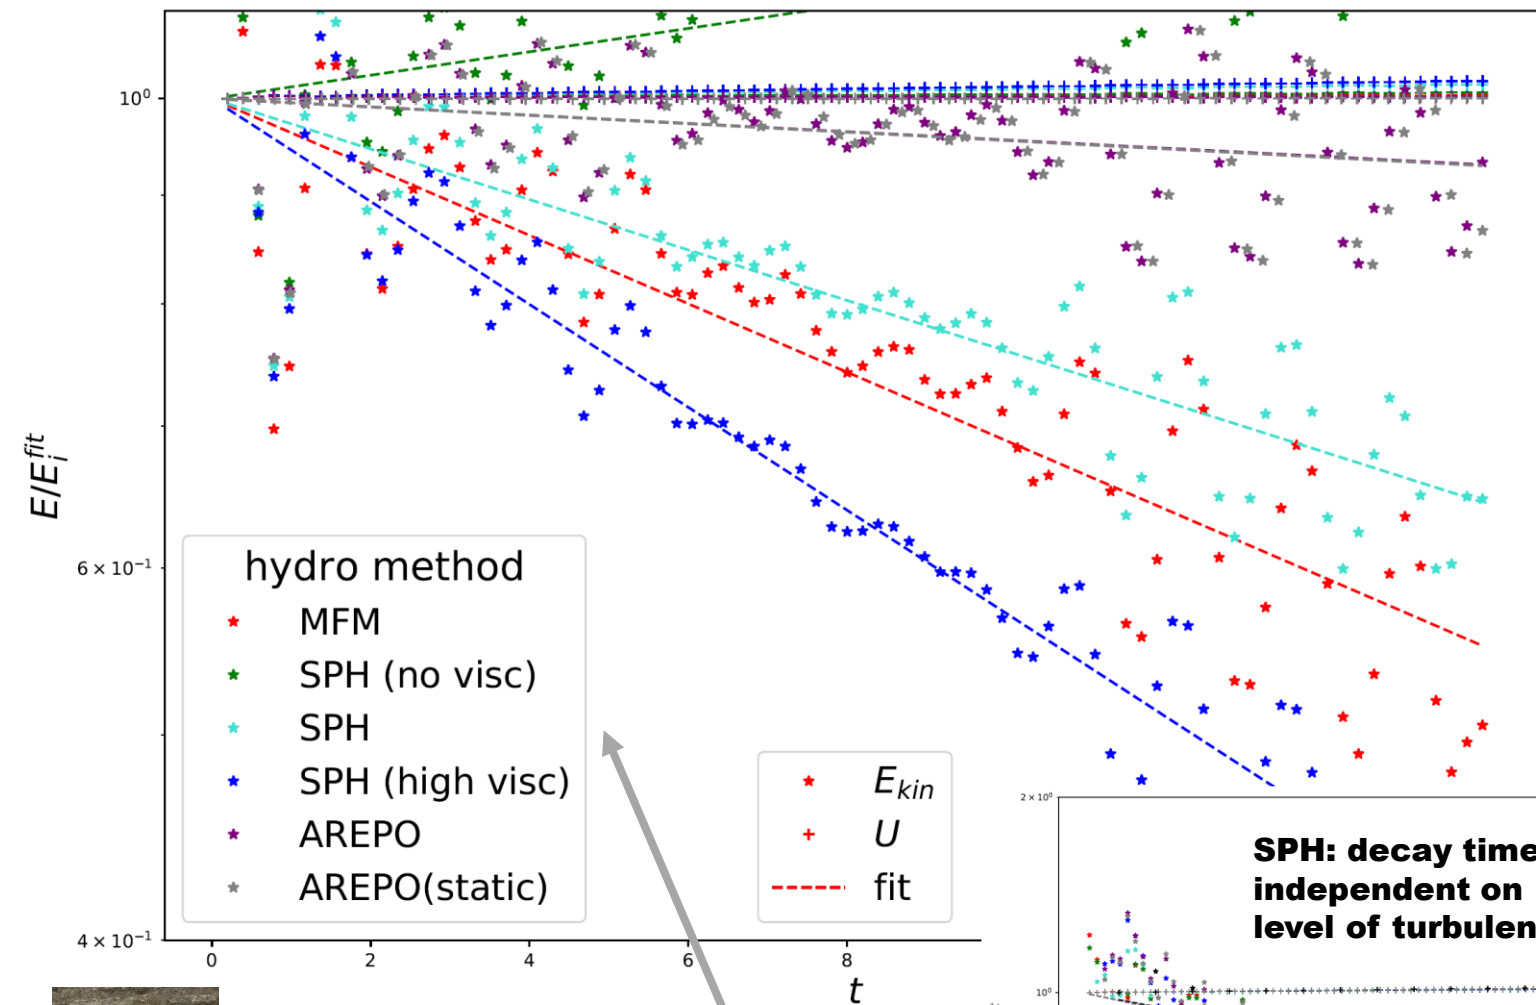 10⁰
6 × 10⁻¹
4 × 10⁻¹
E/E_i^{fit}
hydro method
MFM
SPH (no visc)
SPH
SPH (high visc)
AREPO
AREPO(static)
E_{kin}
U
fit
0
2
4
6
8
t
2 × 10⁰
10⁰
SPH: decay time
independent on
level of turbulen